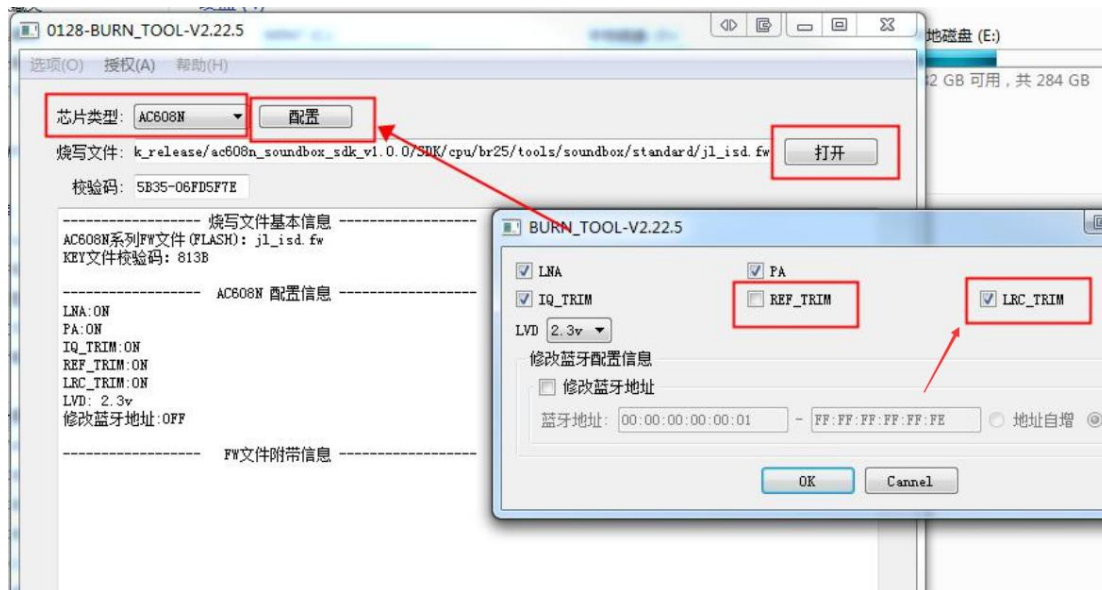 0128-BURN_TOOL-V2.22.5
地磁盘 (E:)
选项(O) 授权(A) 帮助(H)
2 GB 可用，共 284 GB
芯片类型: AC608N 配置
烧写文件: k_release/ac608n_soundbox_sdk_v1.0.0/SDK/cpu/br25/tools/soundbox/standard/jl_isd.fw 打开
校验码: 5B35-06FD5F7E
------------------ 烧写文件基本信息 ------------------
AC608N系列FW文件(FLASH): jl_isd.fw
KEY文件校验码: 813B
------------------ AC608N 配置信息 ------------------
LNA:ON
PA:ON
IQ_TRIM:ON
REF_TRIM:ON
LRC_TRIM:ON
LVD: 2.3v
修改蓝牙地址:OFF
------------------ FW文件附带信息 ------------------
BURN_TOOL-V2.22.5
LNA PA
IQ_TRIM REF_TRIM LRC_TRIM
LVD 2.3v
修改蓝牙配置信息
修改蓝牙地址
蓝牙地址: 00:00:00:00:00:01 - FF:FF:FF:FF:FF:FE 地址自增
OK Cannel